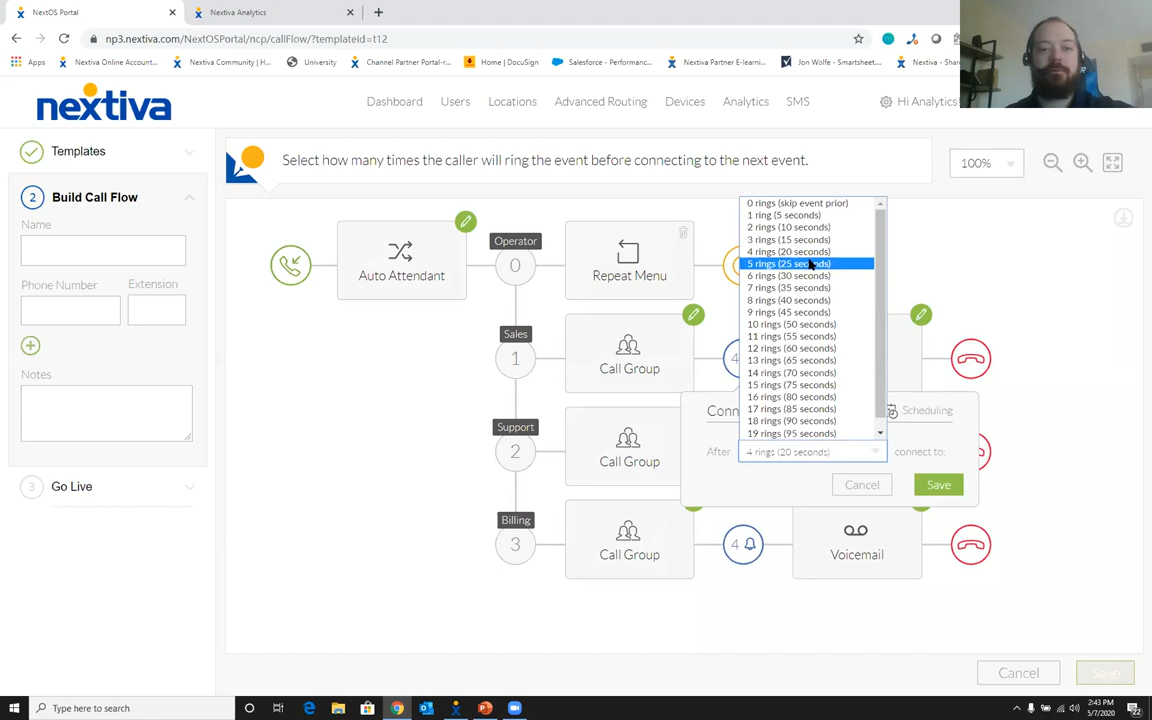 NextOS Portal
Nextiva Analytics
np3.nextiva.com/NextOSPortal/ncp/callFlow/?templateid=t12
Apps
Nextiva Online Account...
Nextiva Community | H...
University
Channel Partner Portal-r...
Home | DocuSign
Salesforce - Performanc...
Nextiva Partner E-learni...
Jon Wolfe - Smartsheet...
Nextiva - Shar
nextiva
Dashboard
Users
Locations
Advanced Routing
Devices
Analytics
SMS
Hi Analytics!
Templates
2
Build Call Flow
Name
Phone Number
Extension
Notes
3
Go Live
Select how many times the caller will ring the event before connecting to the next event.
100%
Auto Attendant
Operator
0
Repeat Menu
Sales
1
Call Group
4
Support
2
Call Group
Billing
3
Call Group
4
Voicemail
0 rings (skip event prior)
1 ring (5 seconds)
2 rings (10 seconds)
3 rings (15 seconds)
4 rings (20 seconds)
5 rings (25 seconds)
6 rings (30 seconds)
7 rings (35 seconds)
8 rings (40 seconds)
9 rings (45 seconds)
10 rings (50 seconds)
11 rings (55 seconds)
12 rings (60 seconds)
13 rings (65 seconds)
14 rings (70 seconds)
15 rings (75 seconds)
16 rings (80 seconds)
17 rings (85 seconds)
18 rings (90 seconds)
19 rings (95 seconds)
Conn
Scheduling
After
4 rings (20 seconds)
connect to:
Cancel
Save
Cancel
Save
Type here to search
2:43 PM
5/7/2020
22